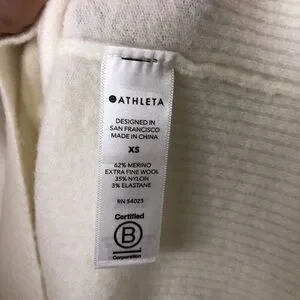 ATHLETA
DESIGNED IN
SAN FRANCISCO
MADE IN CHINA
XS
62% MERINO
EXTRA FINE WOOL
35% NYLON
3% ELASTANE
RN 54023
Certified
B
Corporation